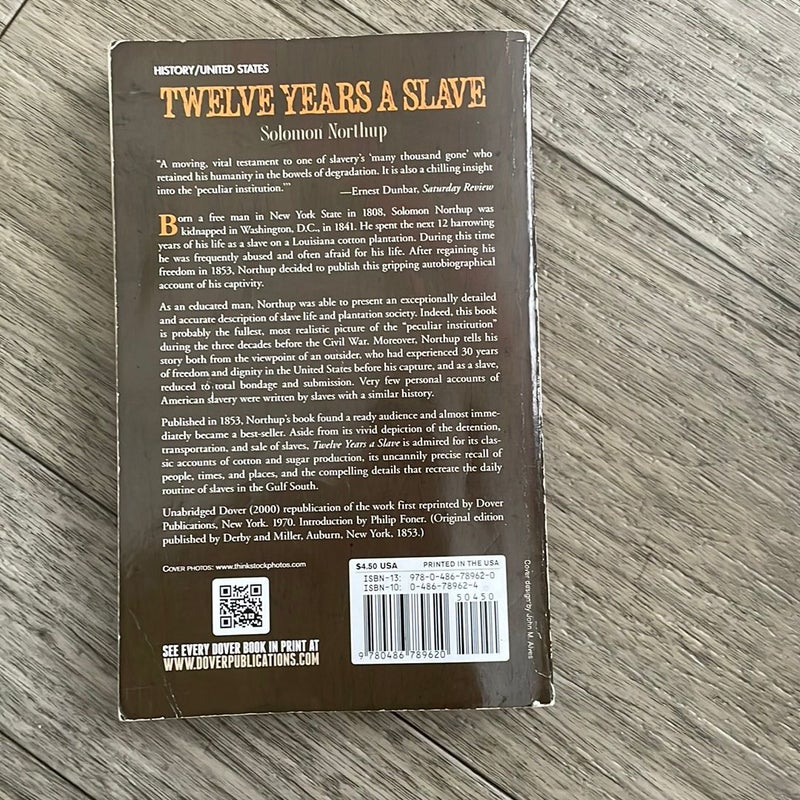 HISTORY/UNITED STATES
TWELVE YEARS A SLAVE
Solomon Northup
“A moving, vital testament to one of slavery’s ‘many thousand gone’ who
retained his humanity in the bowels of degradation. It is also a chilling insight
into the ‘peculiar institution.’”
—Ernest Dunbar, Saturday Review
Born a free man in New York State in 1808, Solomon Northup was
kidnapped in Washington, D.C., in 1841. He spent the next 12 harrowing
years of his life as a slave on a Louisiana cotton plantation. During this time
he was frequently abused and often afraid for his life. After regaining his
freedom in 1853, Northup decided to publish this gripping autobiographical
account of his captivity.
As an educated man, Northup was able to present an exceptionally detailed
and accurate description of slave life and plantation society. Indeed, this book
is probably the fullest, most realistic picture of the “peculiar institution”
during the three decades before the Civil War. Moreover, Northup tells his
story both from the viewpoint of an outsider, who had experienced 30 years
of freedom and dignity in the United States before his capture, and as a slave,
reduced to total bondage and submission. Very few personal accounts of
American slavery were written by slaves with a similar history.
Published in 1853, Northup’s book found a ready audience and almost imme-
diately became a best-seller. Aside from its vivid depiction of the detention,
transportation, and sale of slaves, Twelve Years a Slave is admired for its clas-
sic accounts of cotton and sugar production, its uncannily precise recall of
people, times, and places, and the compelling details that recreate the daily
routine of slaves in the Gulf South.
Unabridged Dover (2000) republication of the work first reprinted by Dover
Publications, New York. 1970. Introduction by Philip Foner. (Original edition
published by Derby and Miller, Auburn, New York, 1853.)
COVER PHOTOS: www.thinkstockphotos.com
SEE EVERY DOVER BOOK IN PRINT AT
WWW.DOVERPUBLICATIONS.COM
$4.50 USA PRINTED IN THE USA
ISBN-13: 978-0-486-78962-0
ISBN-10: 0-486-78962-4
50450
9 780486 789620
Cover design by John M. Alves